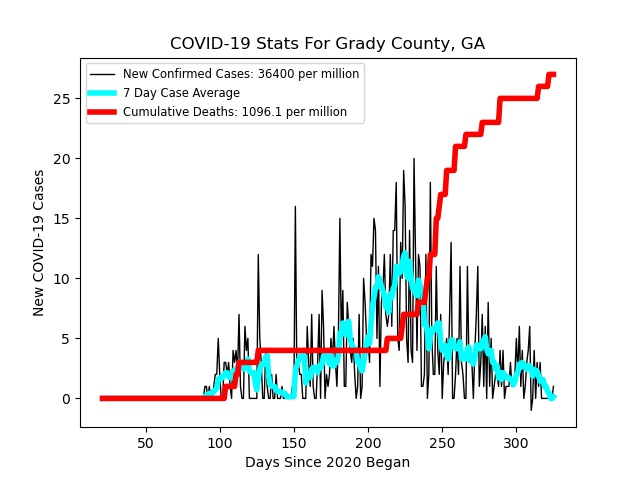 COVID-19 Stats For Grady County, GA
New Confirmed Cases: 36400 per million
7 Day Case Average
Cumulative Deaths: 1096.1 per million
New COVID-19 Cases
25
20
15
10
5
0
50 100 150 200 250 300
Days Since 2020 Began